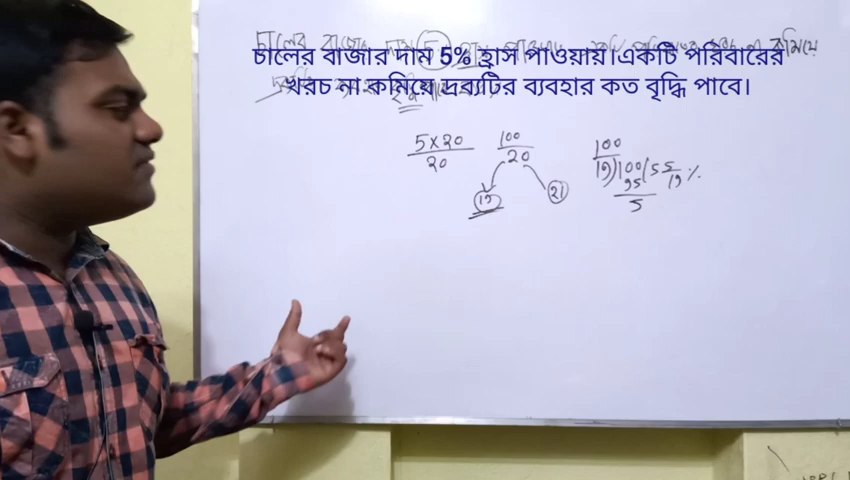 চালের বাজার দাম 5% হ্রাস পাওয়ায়।একটি পরিবারের
খরচ না কমিয়ে দ্রব্যটির ব্যবহার কত বৃদ্ধি পাবে।
চালের বাজার দাম কমিয়ে
5×20 100 100
20 20 19)100(5 5/19 %
19 21 95
5